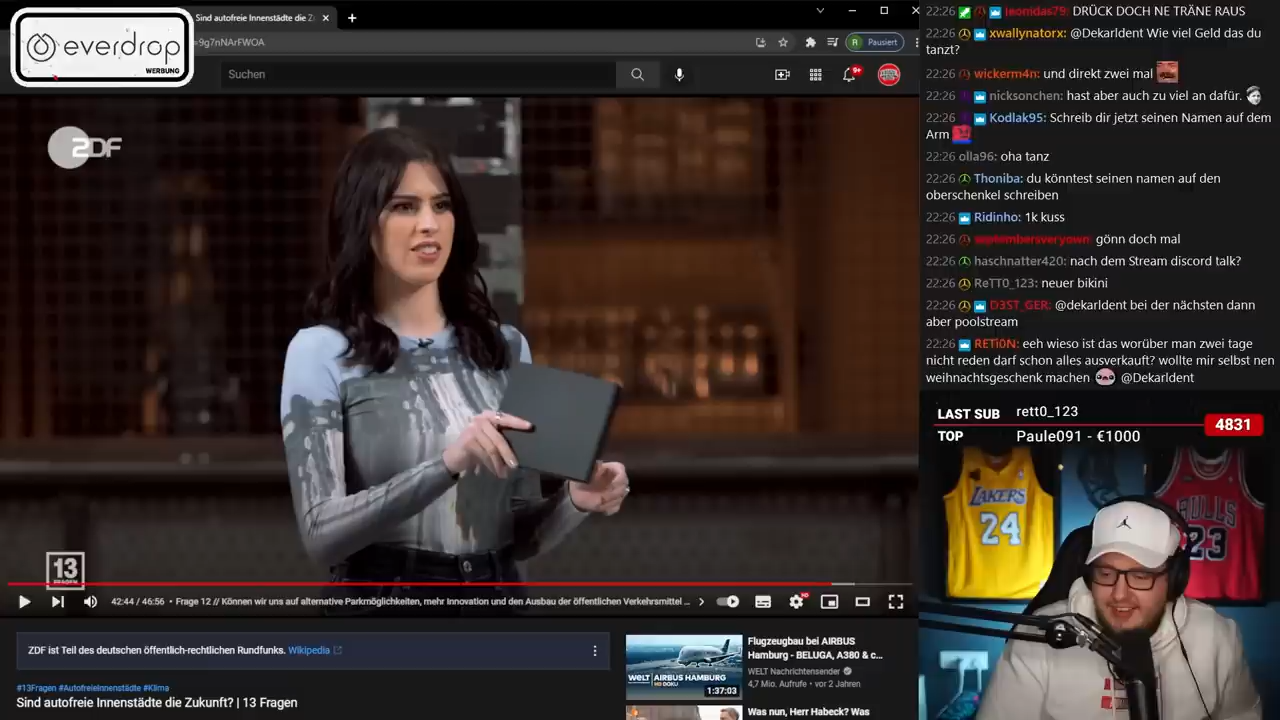 everdrop
WERBUNG
Sind autofreie Innenstädte die Z
=9g7nNArFWOA
R Pausiert
Suchen
9+
ZDF
13
FRAGEN
42:44 / 46:56 • Frage 12 // Können wir uns auf alternative Parkmöglichkeiten, mehr Innovation und den Ausbau der öffentlichen Verkehrsmittel ...
ZDF ist Teil des deutschen öffentlich-rechtlichen Rundfunks. Wikipedia
#13Fragen #AutofreieInnenstädte #Klima
Sind autofreie Innenstädte die Zukunft? | 13 Fragen
WELT AIRBUS HAMBURG
HD DOKU
1:37:03
Flugzeugbau bei AIRBUS
Hamburg - BELUGA, A380 & c...
WELT Nachrichtensender
4,7 Mio. Aufrufe • vor 2 Jahren
Was nun, Herr Habeck? Was
22:26 leonidas79: DRÜCK DOCH NE TRÄNE RAUS
22:26 xwallynatorx: @Dekarldent Wie viel Geld das du
tanzt?
22:26 wickerm4n: und direkt zwei mal
22:26 nicksonchen: hast aber auch zu viel an dafür.
22:26 Kodlak95: Schreib dir jetzt seinen Namen auf dem
Arm
22:26 olla96: oha tanz
22:26 Thoniba: du könntest seinen namen auf den
oberschenkel schreiben
22:26 Ridinho: 1k kuss
22:26 septembersveryown: gönn doch mal
22:26 haschnatter420: nach dem Stream discord talk?
22:26 ReTT0_123: neuer bikini
22:26 D3ST_GER: @dekarldent bei der nächsten dann
aber poolstream
22:26 RETiON: eeh wieso ist das worüber man zwei tage
nicht reden darf schon alles ausverkauft? wollte mir selbst nen
weihnachtsgeschenk machen @Dekarldent
LAST SUB rett0_123
4831
TOP Paule091 - €1000
LAKERS
24
BULLS
23